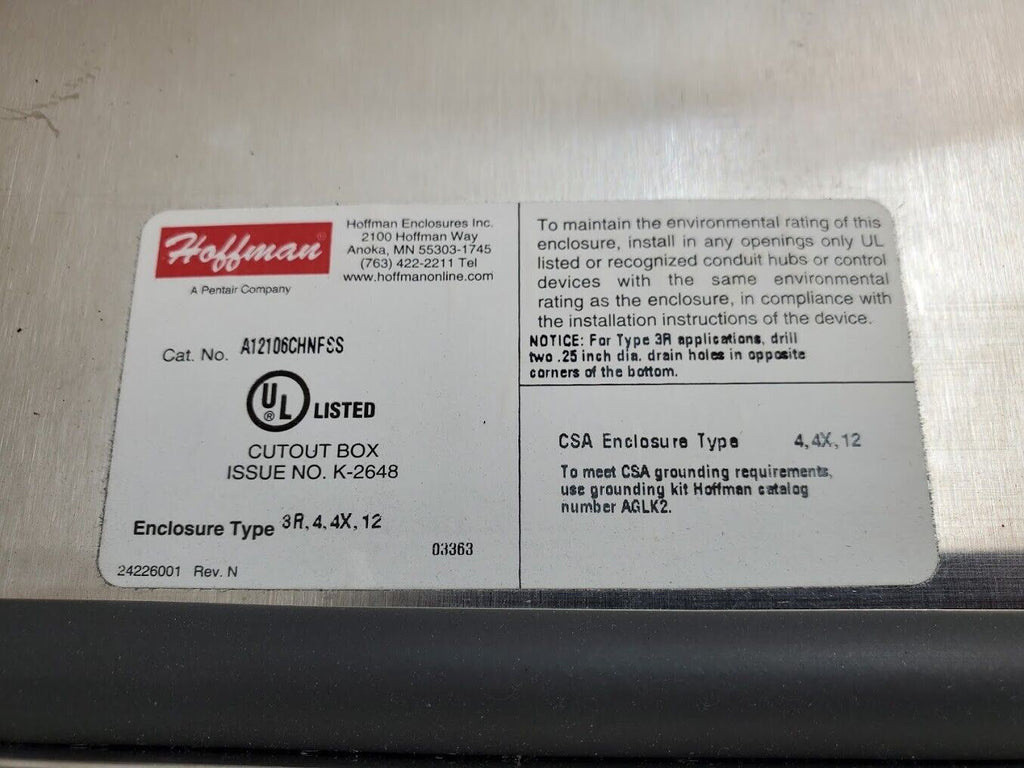 Hoffman®
A Pentair Company
Hoffman Enclosures Inc.
2100 Hoffman Way
Anoka, MN 55303-1745
(763) 422-2211 Tel
www.hoffmanonline.com
Cat. No. A12106CHNFSS
UL® LISTED
CUTOUT BOX
ISSUE NO. K-2648
Enclosure Type 3R, 4, 4X, 12
03363
24226001 Rev. N
To maintain the environmental rating of this
enclosure, install in any openings only UL
listed or recognized conduit hubs or control
devices with the same environmental
rating as the enclosure, in compliance with
the installation instructions of the device.
NOTICE: For Type 3R applications, drill
two .25 inch dia. drain holes in opposite
corners of the bottom.
CSA Enclosure Type 4, 4X, 12
To meet CSA grounding requirements,
use grounding kit Hoffman catalog
number AGLK2.